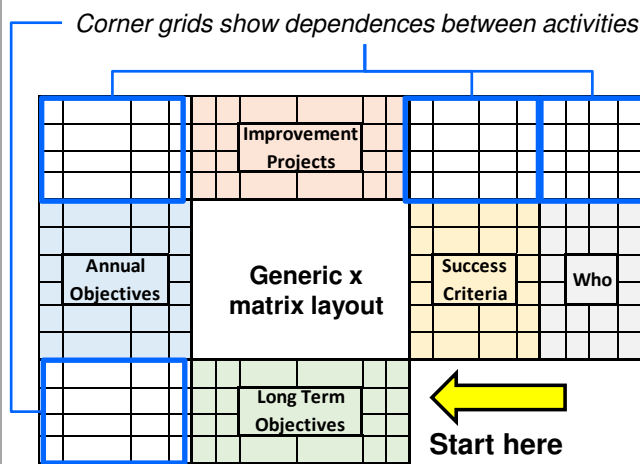 Corner grids show dependences between activities
Improvement
Projects
Annual
Objectives
Generic x
matrix layout
Success
Criteria
Who
Long Term
Objectives
Start here